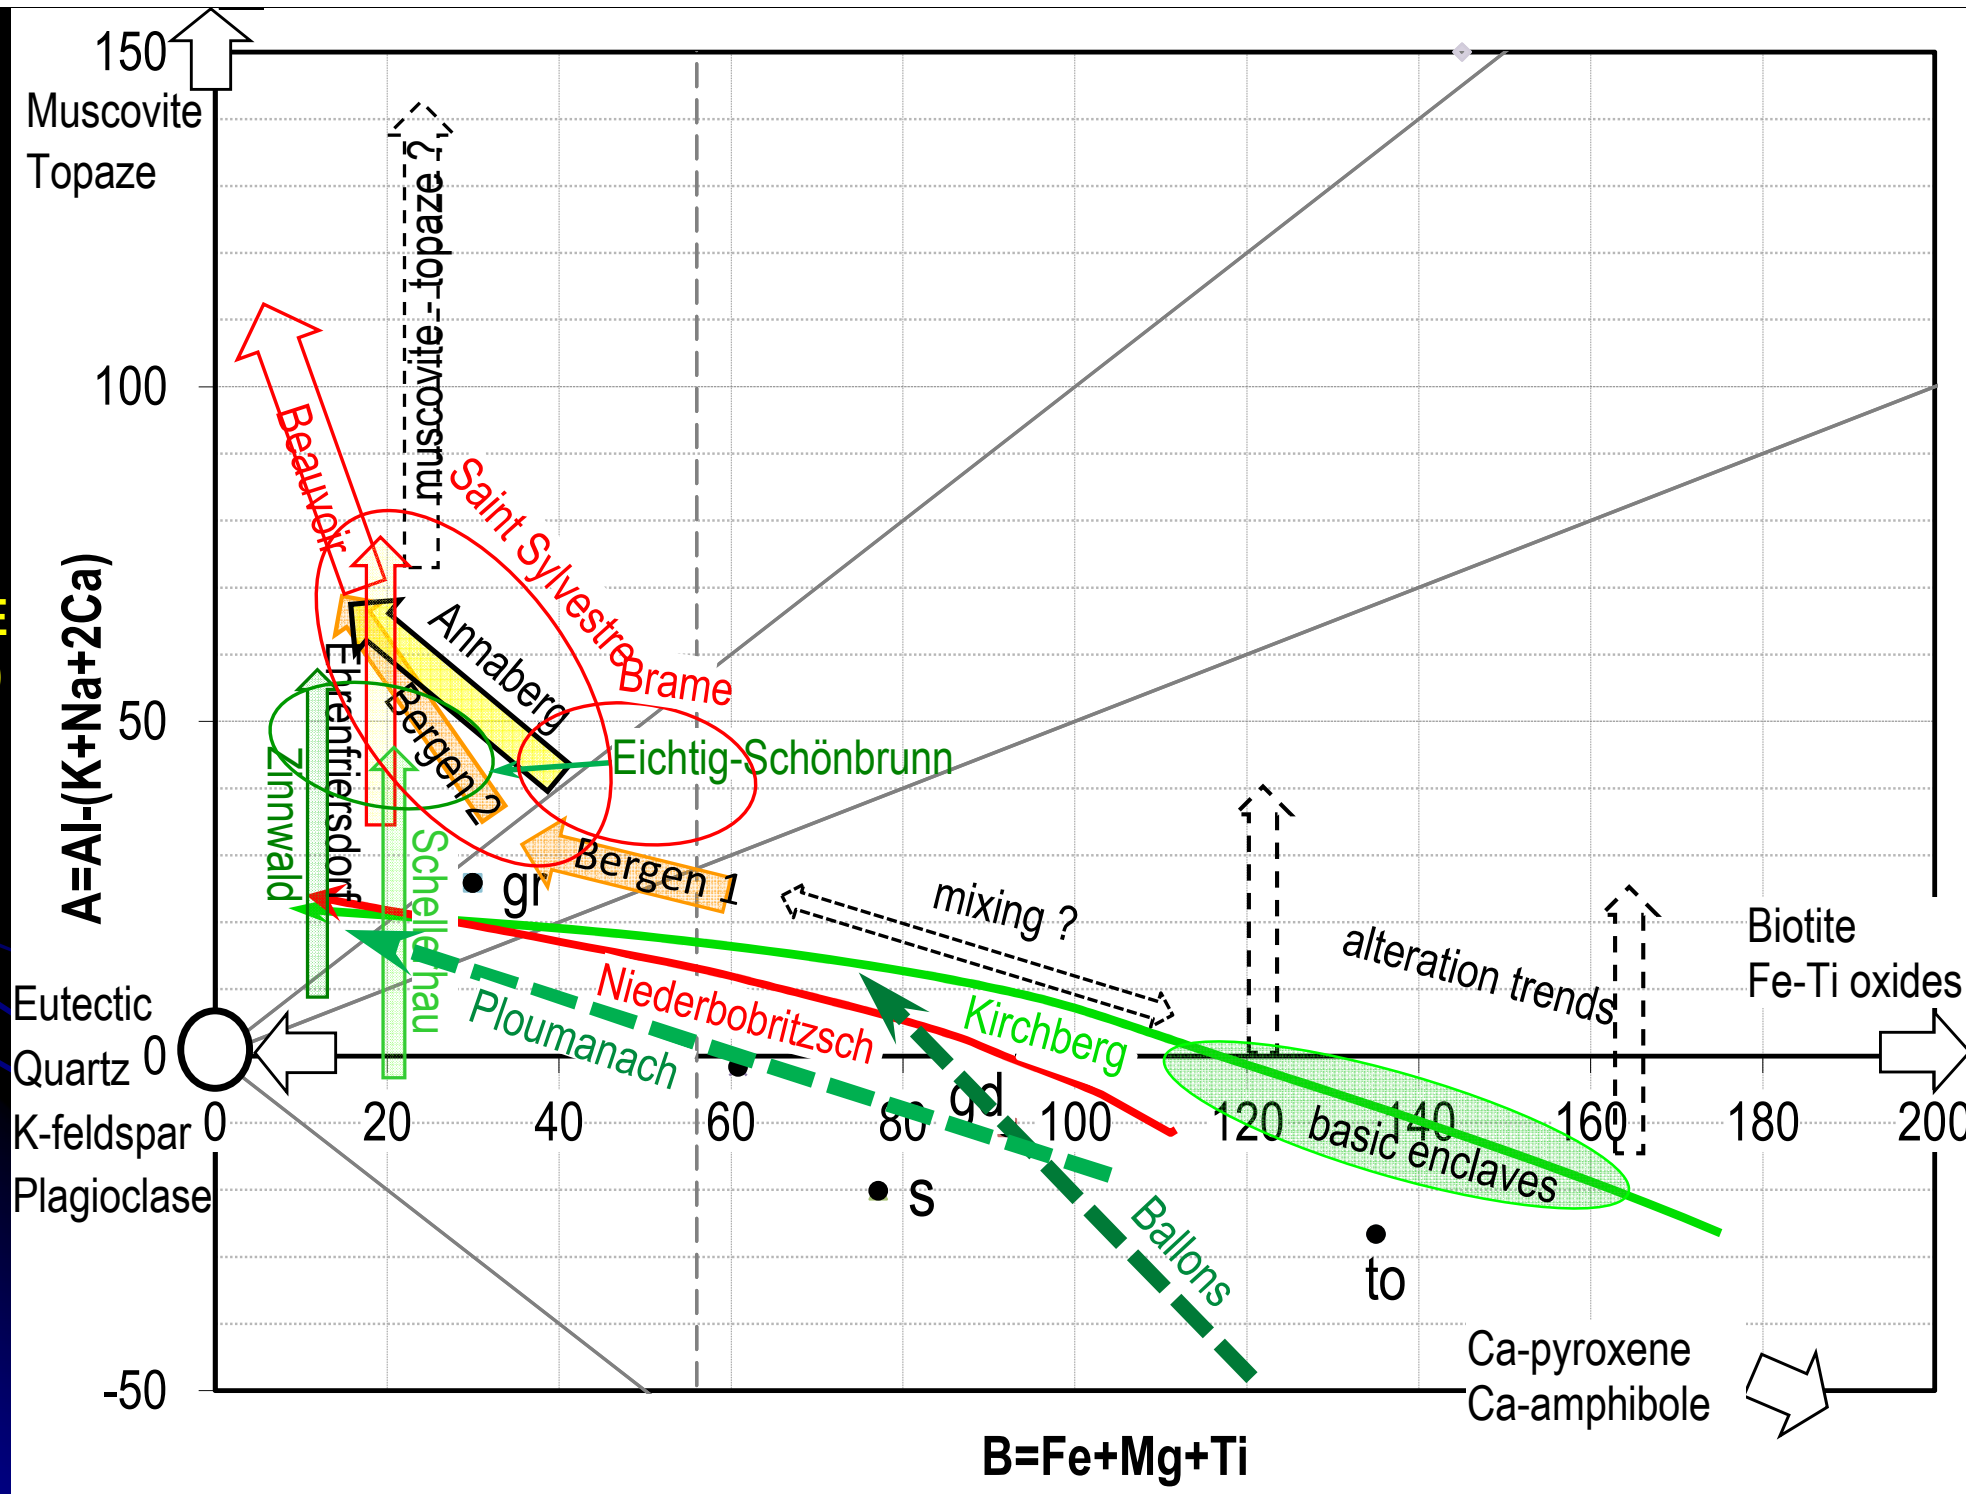 150
Muscovite
Topaze
muscovite - topaze ?
100
Beauvoir
Saint Sylvestre
Annaberg
Brame
50
Eichtig-Schönbrunn
Ehrenfriersdorf
Bergen 2
Zinnwald
Schellerhau
gr
Bergen 1
mixing ?
alteration trends
Biotite
Fe-Ti oxides
A=Al-(K+Na+2Ca)
Eutectic
Quartz
K-feldspar
Plagioclase
Niederbobritzsch
Kirchberg
Ploumanach
0
gd
0 20 40 60 80 100 120 140 160 180 200
basic enclaves
s
Ballons
to
Ca-pyroxene
Ca-amphibole
-50
B=Fe+Mg+Ti